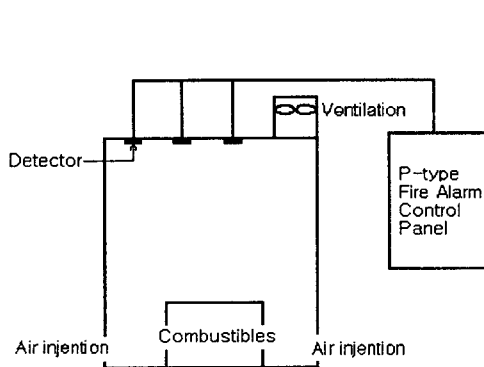 Ventilation
Detector
P-type
Fire Alarm
Control
Panel
Combustibles
Air injention
Air injention